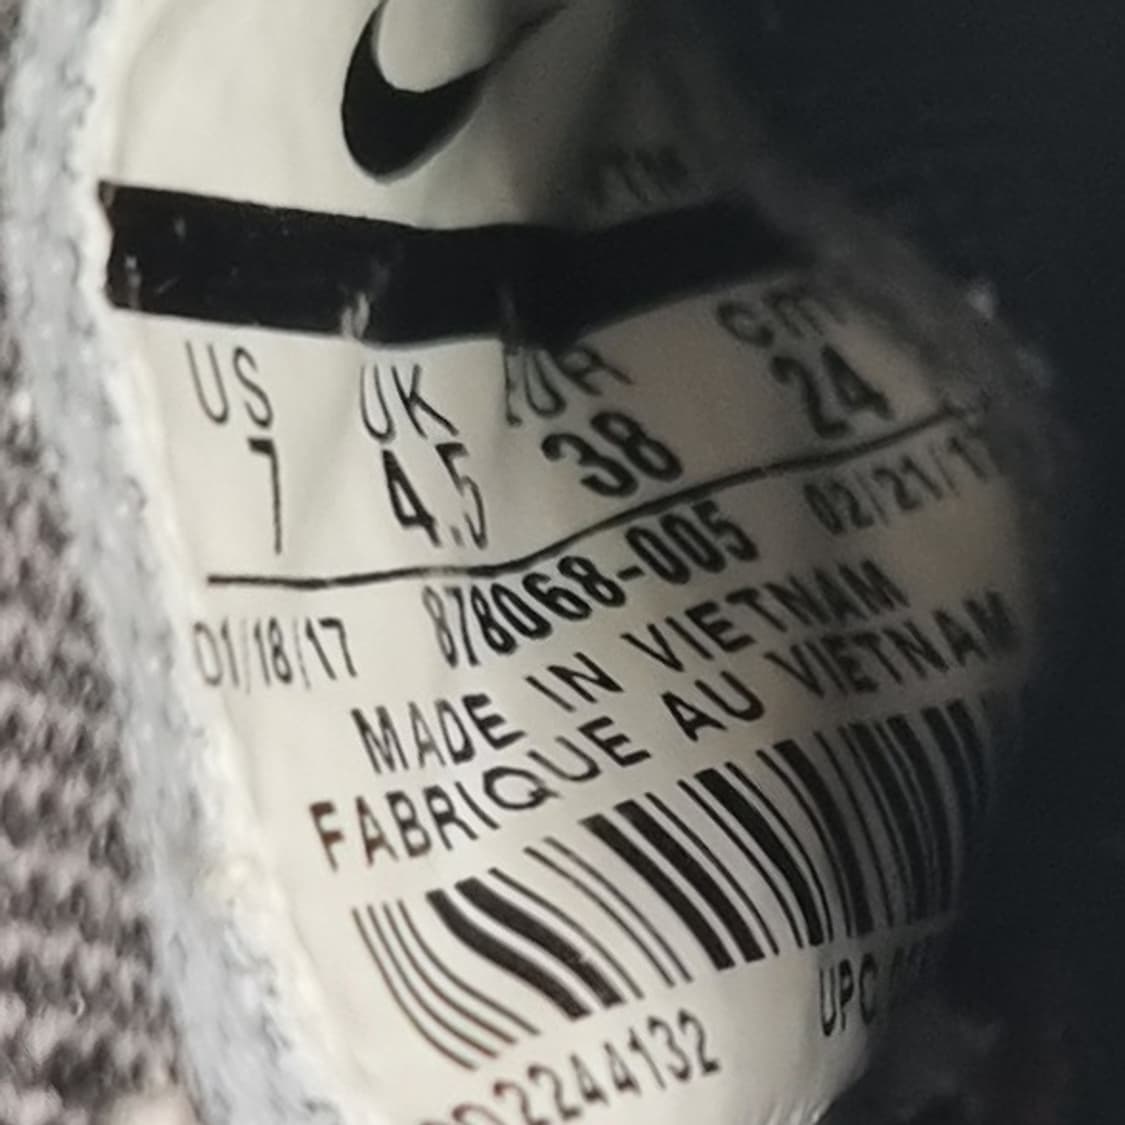 US UK EUR cm
7 4.5 38 24
01/18/17 878068-005 02/21/17
MADE IN VIETNAM
FABRIQUE AU VIETNAM
UPC
2244132